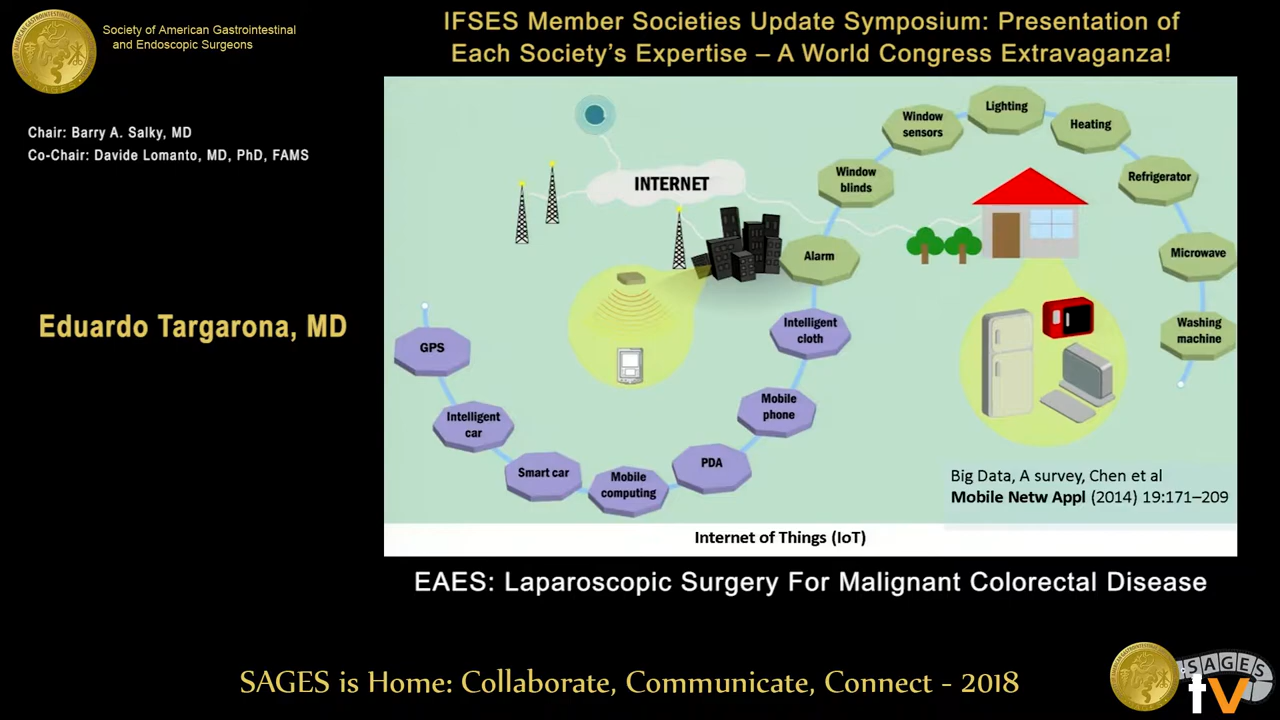 Society of American Gastrointestinal
and Endoscopic Surgeons
IFSES Member Societies Update Symposium: Presentation of
Each Society's Expertise – A World Congress Extravaganza!
Chair: Barry A. Salky, MD
Co-Chair: Davide Lomanto, MD, PhD, FAMS
Eduardo Targarona, MD
INTERNET
Window
sensors
Lighting
Heating
Window
blinds
Refrigerator
Alarm
Microwave
Intelligent
cloth
Washing
machine
GPS
Intelligent
car
Mobile
phone
Smart car
Mobile
computing
PDA
Big Data, A survey, Chen et al
Mobile Netw Appl (2014) 19:171–209
Internet of Things (IoT)
EAES: Laparoscopic Surgery For Malignant Colorectal Disease
SAGES is Home: Collaborate, Communicate, Connect - 2018
SAGES
tv